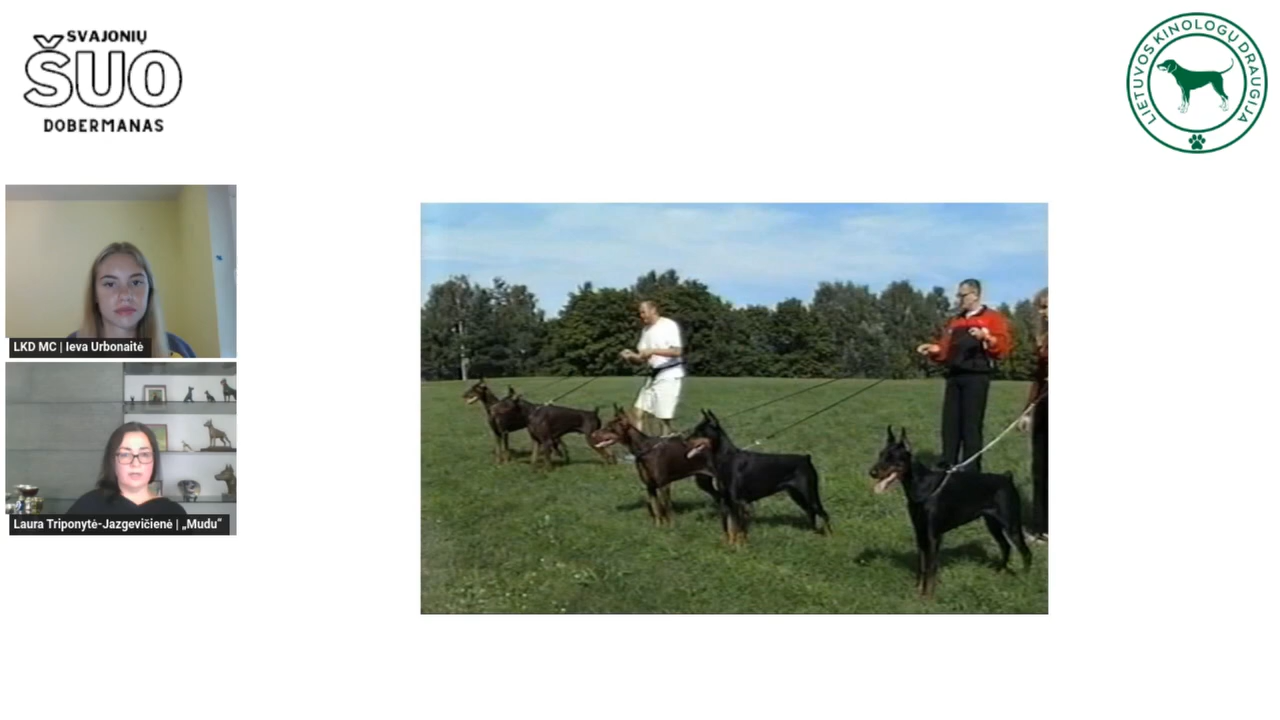 SVAJONIŲ
ŠUO
DOBERMANAS
LIETUVOS KINOLOGŲ DRAUGIJA
LKD MC | Ieva Urbonaitė
Laura Triponytė-Jazgevičienė | „Mudu“